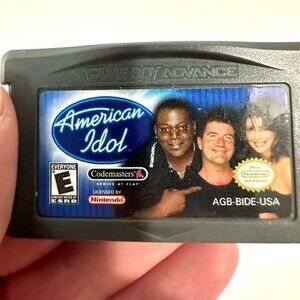 GAME BOY ADVANCE
American
Idol
EVERYONE
E
ESRB
Codemasters
GENIUS AT PLAY
LICENSED BY
Nintendo
AGB-BIDE-USA